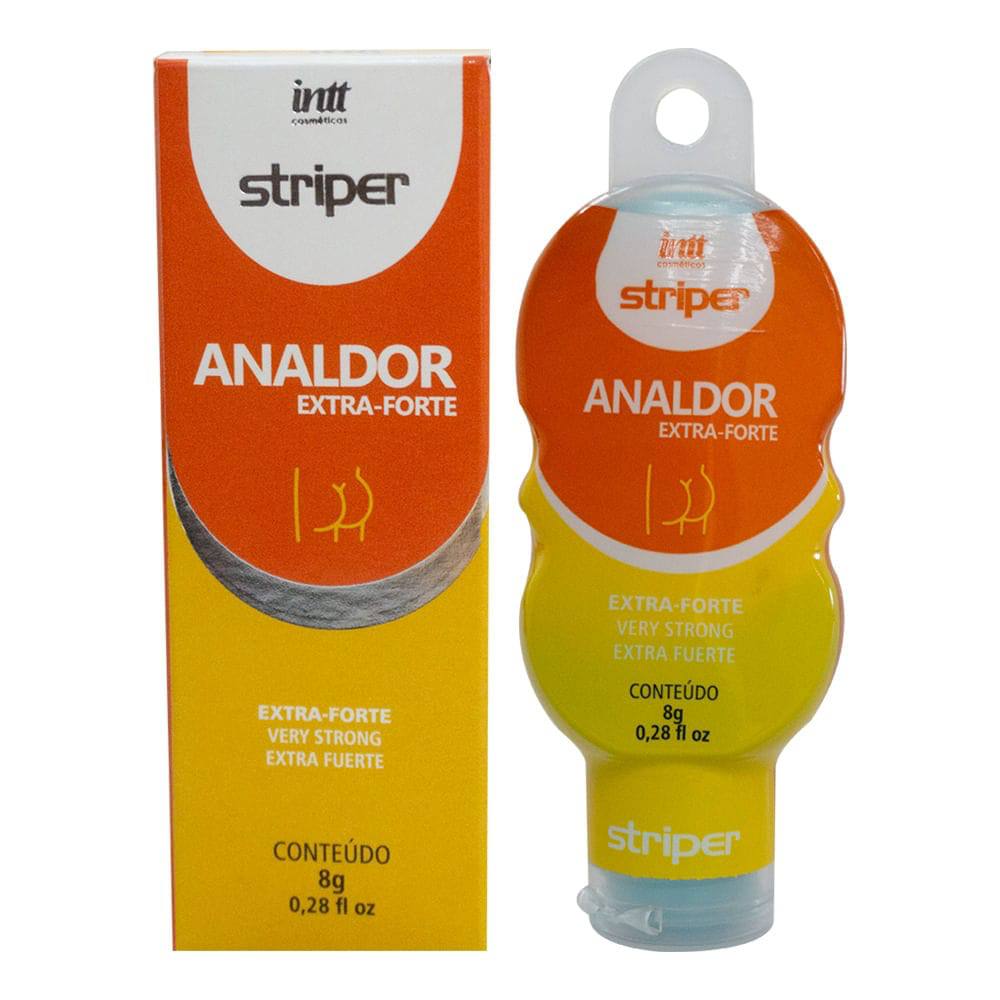 intt
cosméticos
striper
ANALDOR
EXTRA-FORTE
EXTRA-FORTE
VERY STRONG
EXTRA FUERTE
CONTEÚDO
8g
0,28 fl oz
intt
cosméticos
striper
ANALDOR
EXTRA-FORTE
EXTRA-FORTE
VERY STRONG
EXTRA FUERTE
CONTEÚDO
8g
0,28 fl oz
striper